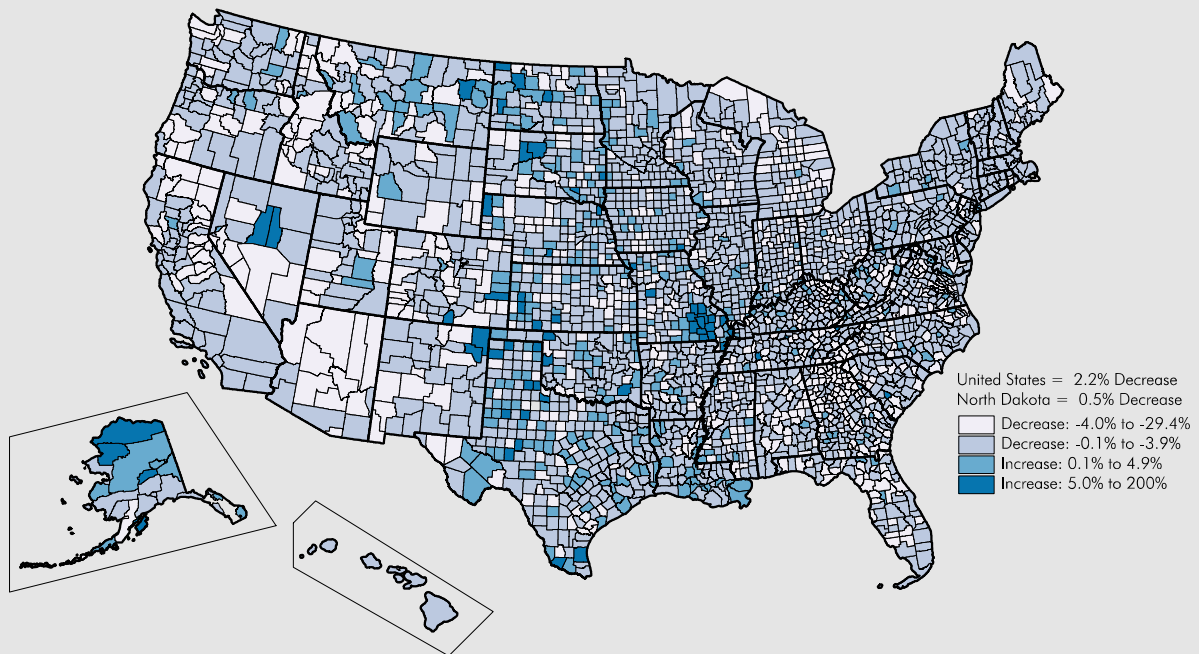 United States = 2.2% Decrease
North Dakota = 0.5% Decrease
Decrease: -4.0% to -29.4%
Decrease: -0.1% to -3.9%
Increase: 0.1% to 4.9%
Increase: 5.0% to 200%